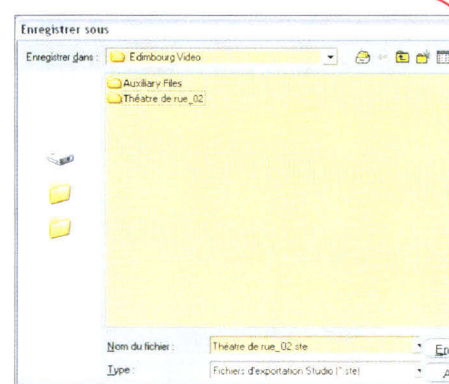 Enregistrer sous
Enregistrer dans : Edimbourg Video
Auxiliary Files
Théatre de rue_02
Nom du fichier : Théatre de rue_02.ste
Type : Fichiers d'exportation Studio (*.ste)